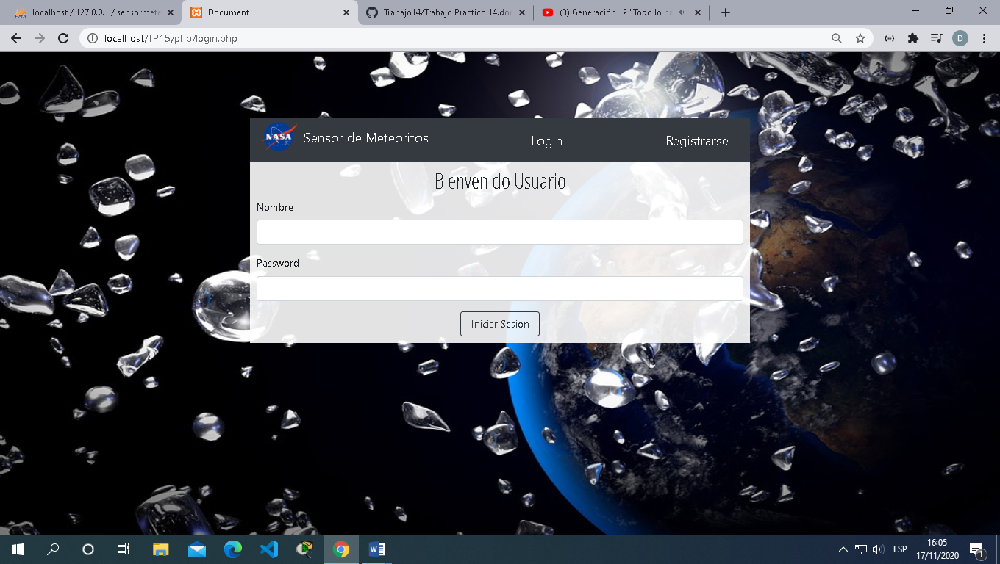 localhost / 127.0.0.1 / sensormete
Document
Trabajo14/Trabajo Practico 14.doc
(3) Generación 12 "Todo lo ha
localhost/TP15/php/login.php
D
NASA
Sensor de Meteoritos
Login
Registrarse
Bienvenido Usuario
Nombre
Password
Iniciar Sesion
ESP
16:05
17/11/2020
1